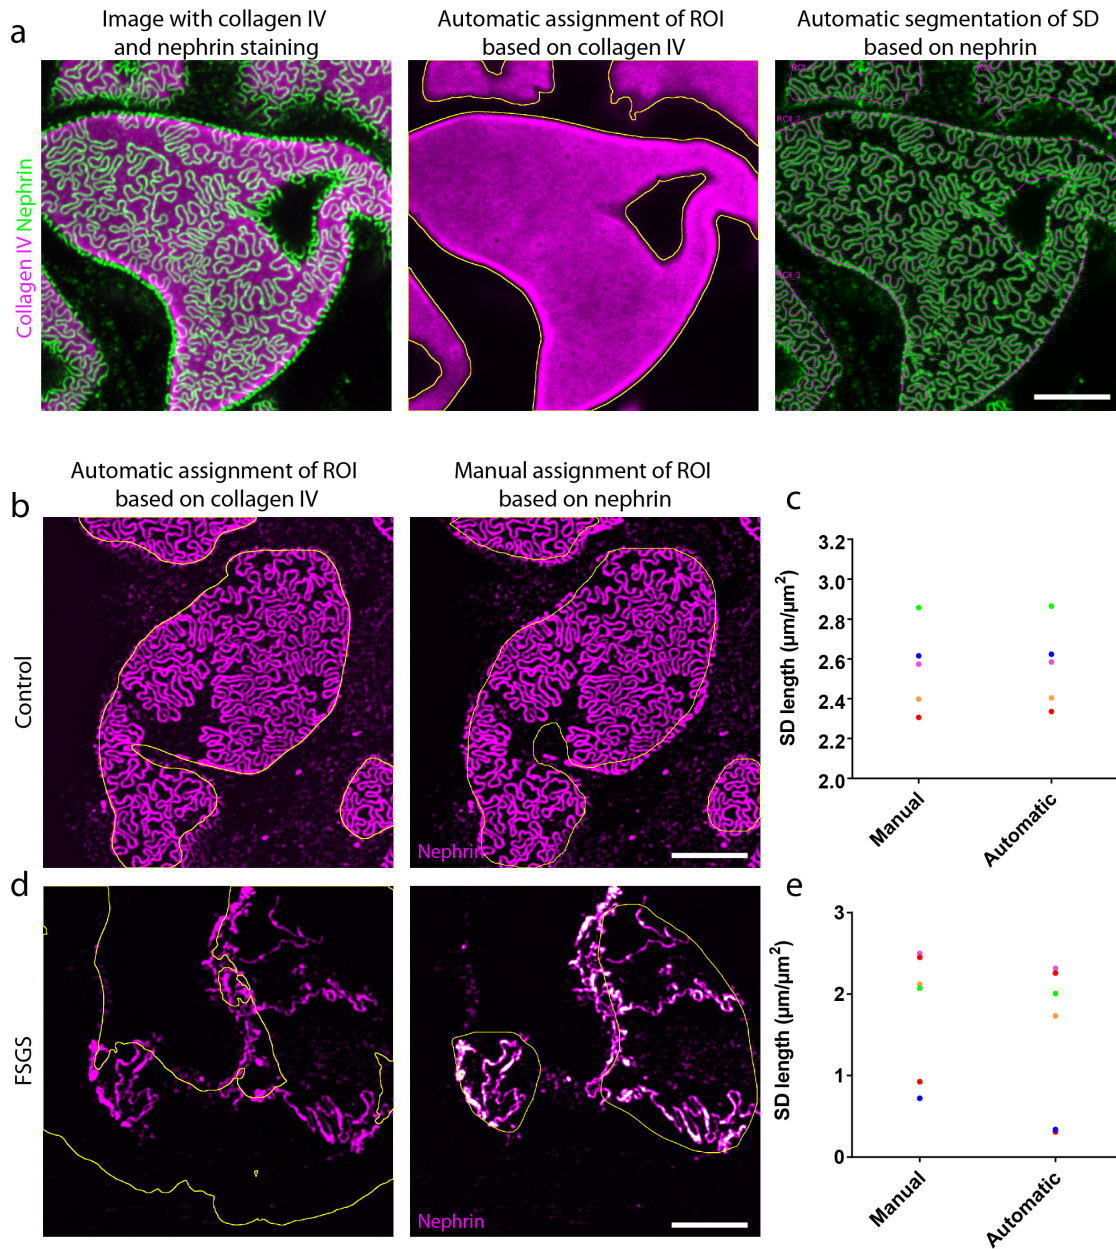 a
Image with collagen IV
and nephrin staining
Automatic assignment of ROI
based on collagen IV
Automatic segmentation of SD
based on nephrin
Collagen IV Nephrin
ROI_2
ROI_3
Automatic assignment of ROI
based on collagen IV
Manual assignment of ROI
based on nephrin
b
Control
Nephrin
c
SD length (µm/µm²)
3.2
3.0
2.8
2.6
2.4
2.2
2.0
Manual
Automatic
d
FSGS
Nephrin
e
SD length (µm/µm²)
3
2
1
0
Manual
Automatic